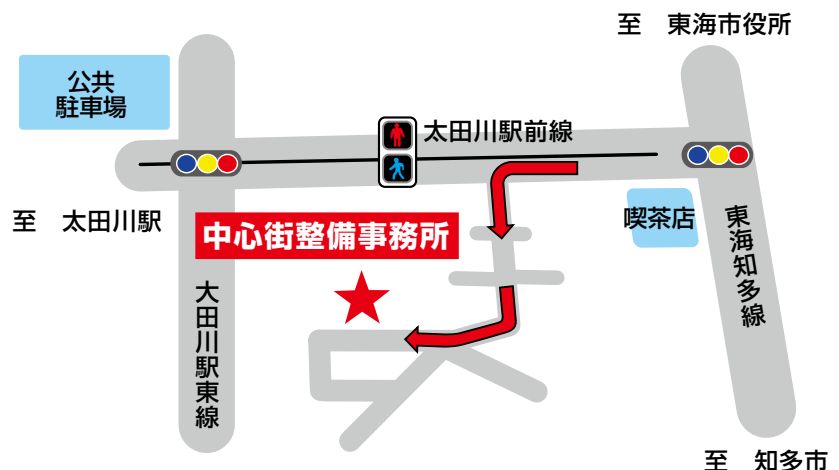 至　東海市役所
公共
駐車場
太田川駅前線
至　太田川駅
中心街整備事務所
喫茶店
東海知多線
大田川駅東線
至　知多市